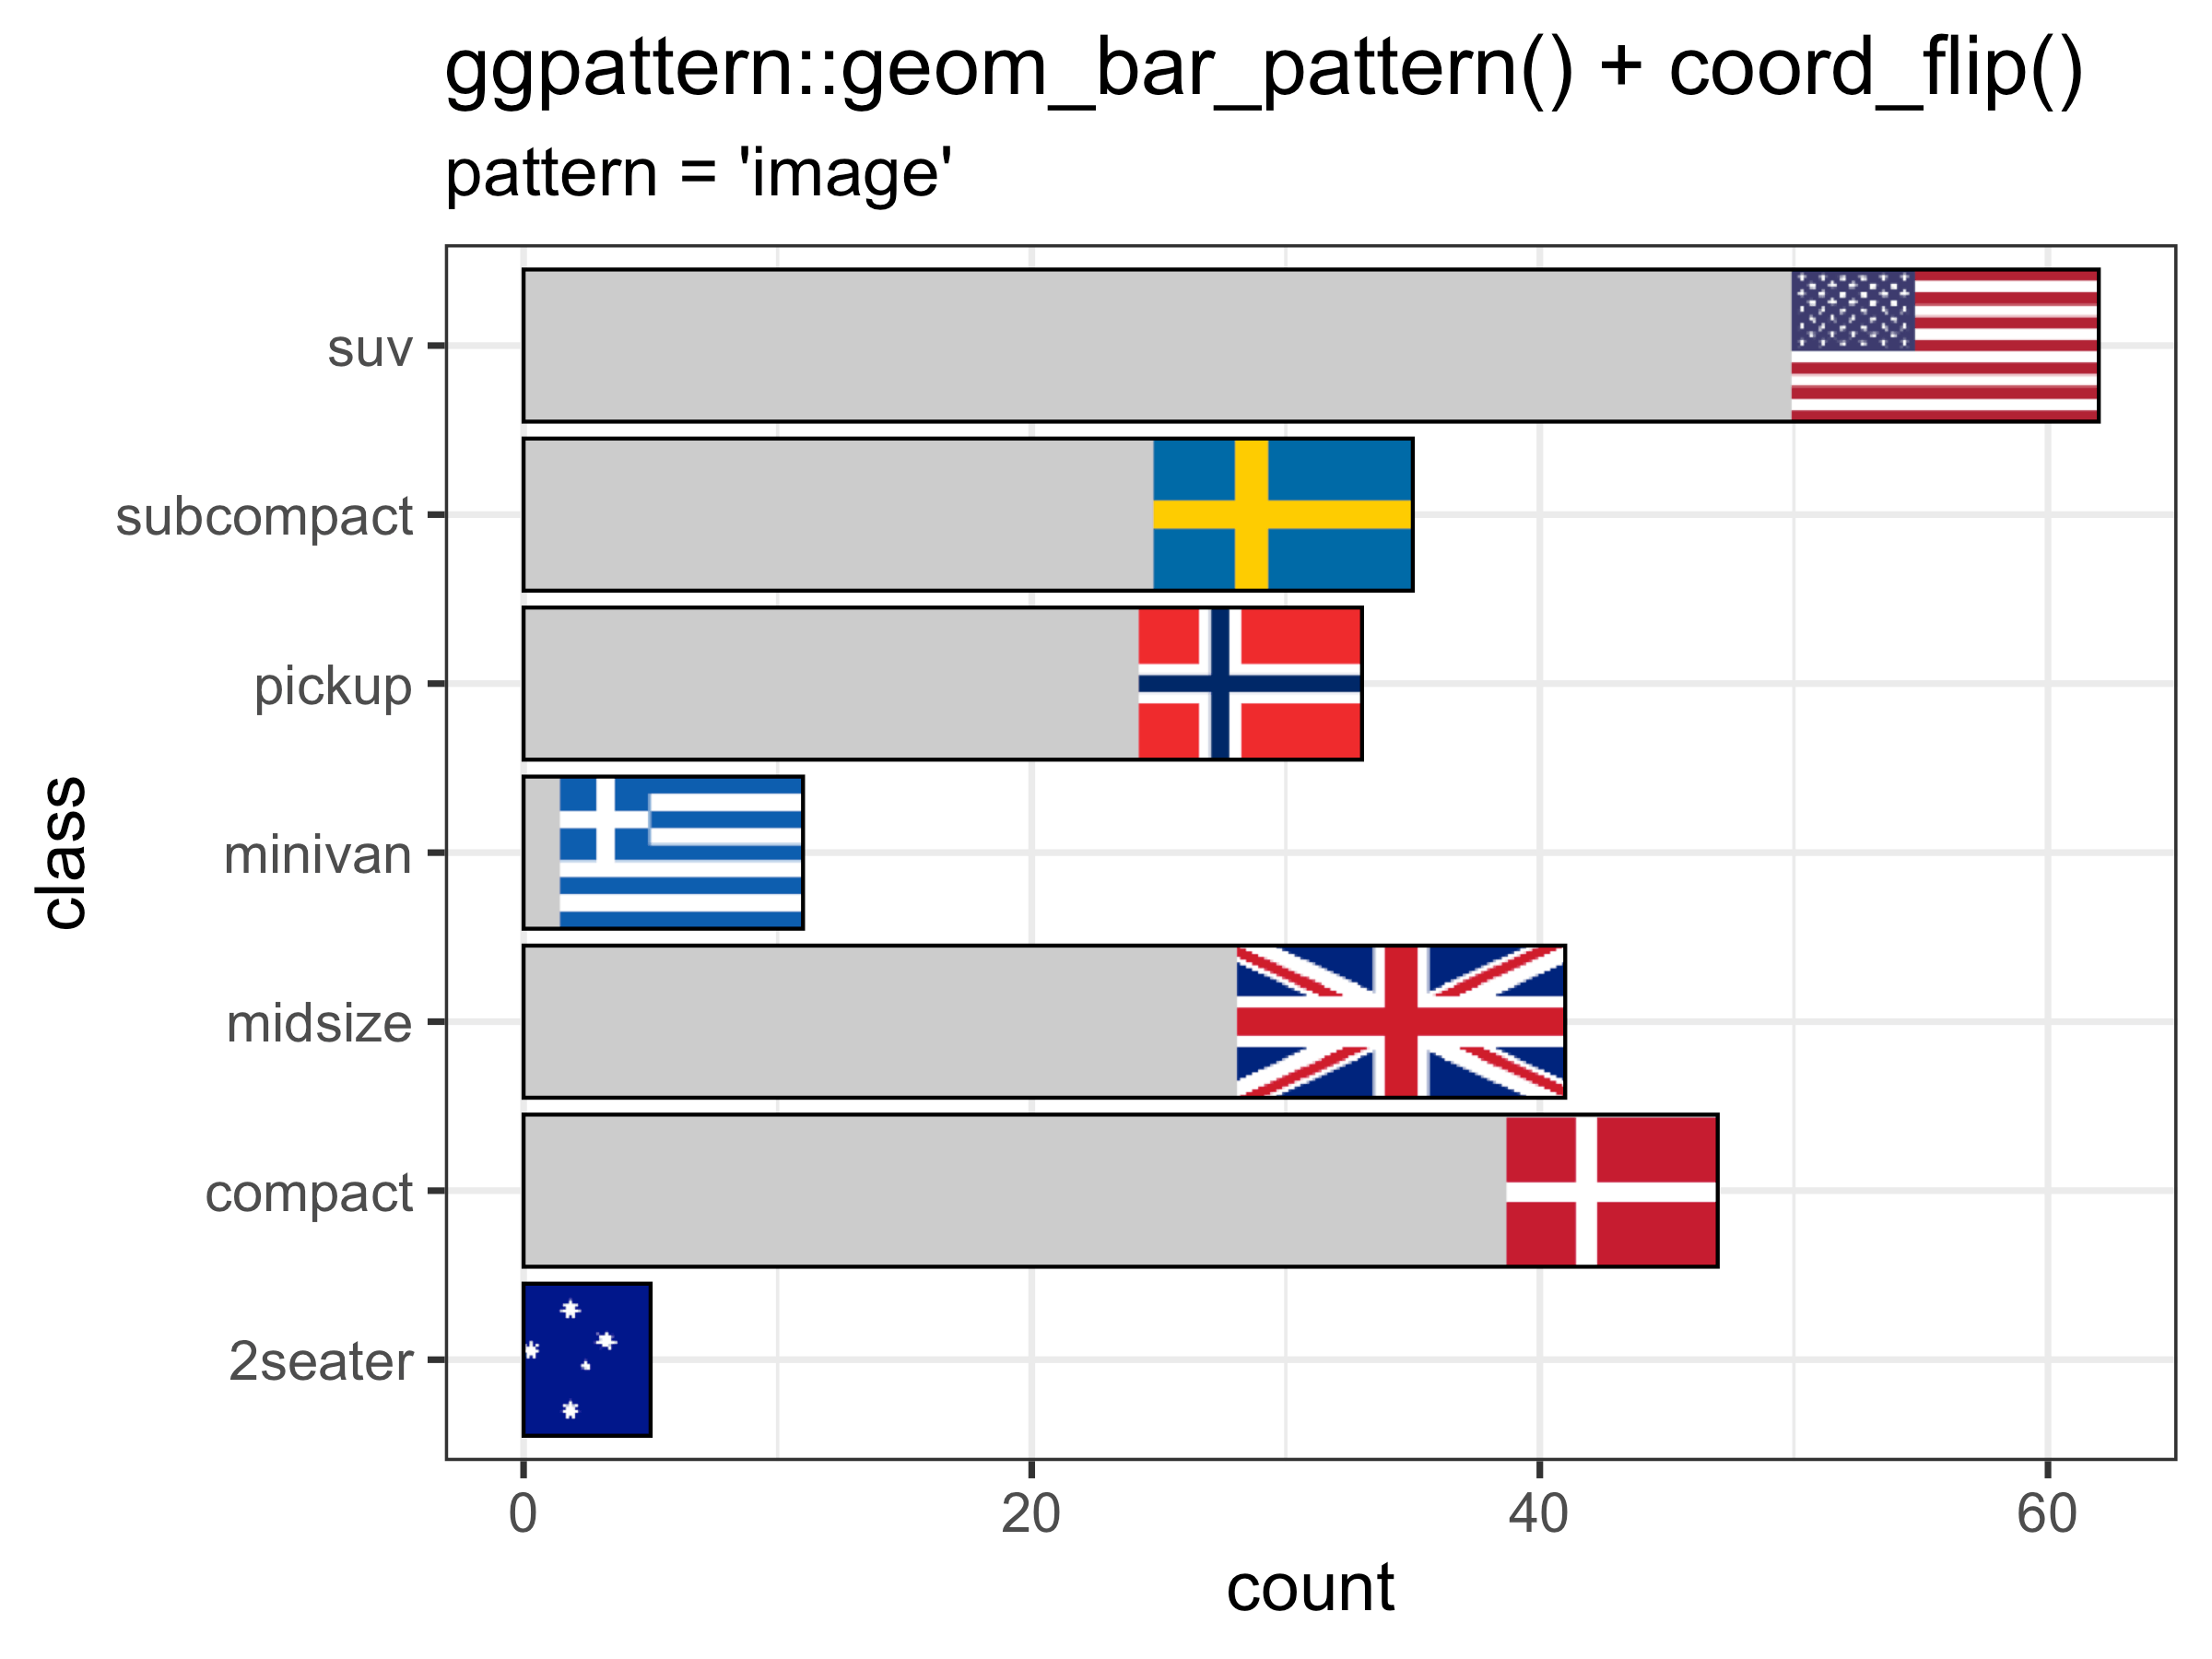 ggpattern::geom_bar_pattern() + coord_flip()
pattern = 'image'
class
suv
subcompact
pickup
minivan
midsize
compact
2seater
0 20 40 60
count